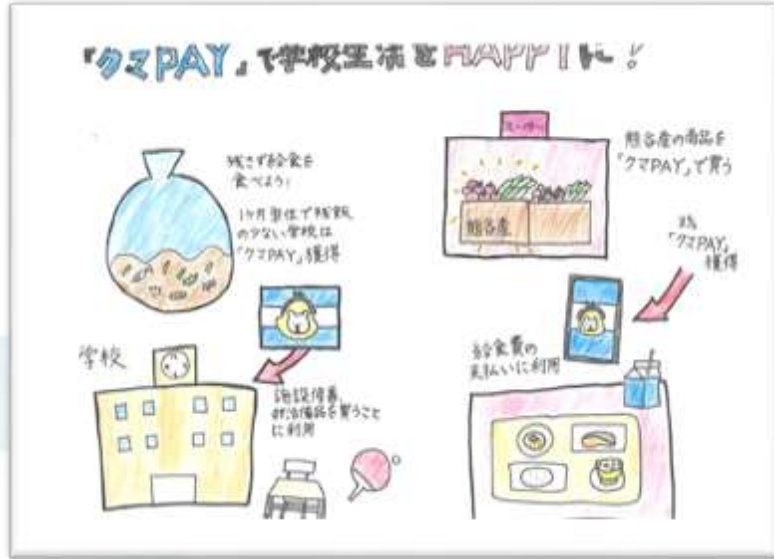 「クマPAY」で学校生活をHAPPYに!
残さず給食を
食べよう!
1ヶ月単位で残飯
の少ない学校は
「クマPAY」獲得
学校
施設修善、
部活備品を買うこと
に利用
スーパー
熊谷産の商品を
「クマPAY」で買う
熊谷産
「クマPAY」
獲得
給食費の
支払いに利用